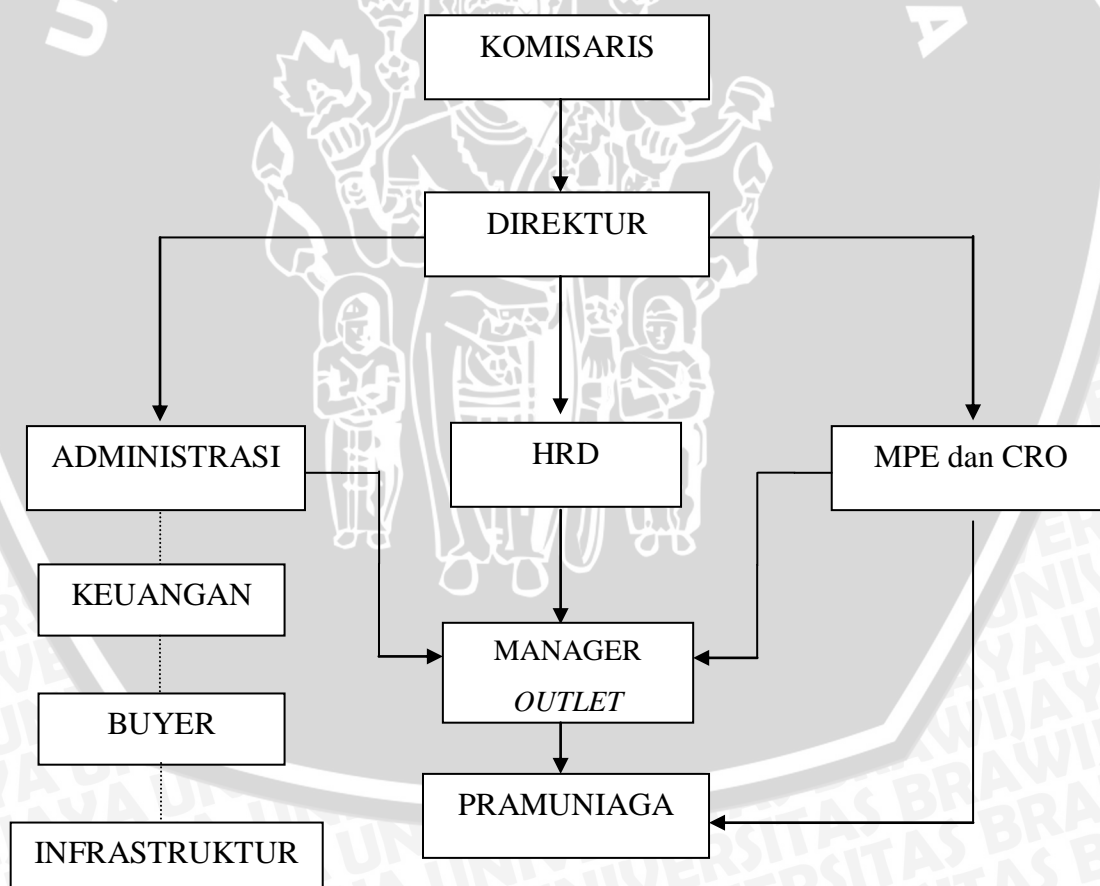 KOMISARIS
DIREKTUR
ADMINISTRASI
HRD
MPE dan CRO
KEUANGAN
MANAGER
OUTLET
BUYER
PRAMUNIAGA
INFRASTRUKTUR